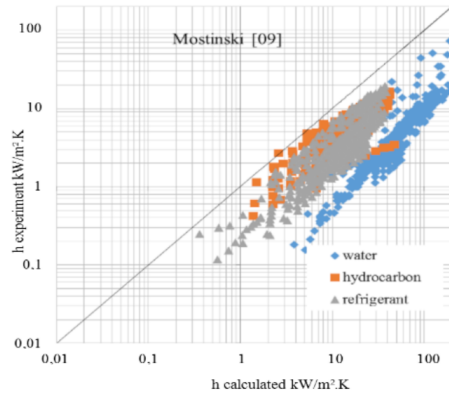 100
Mostinski [09]
10
1
0.1
0.01
h experiment kW/m².K
water
hydrocarbon
refrigerant
0.01
0.1
1
10
100
h calculated kW/m².K